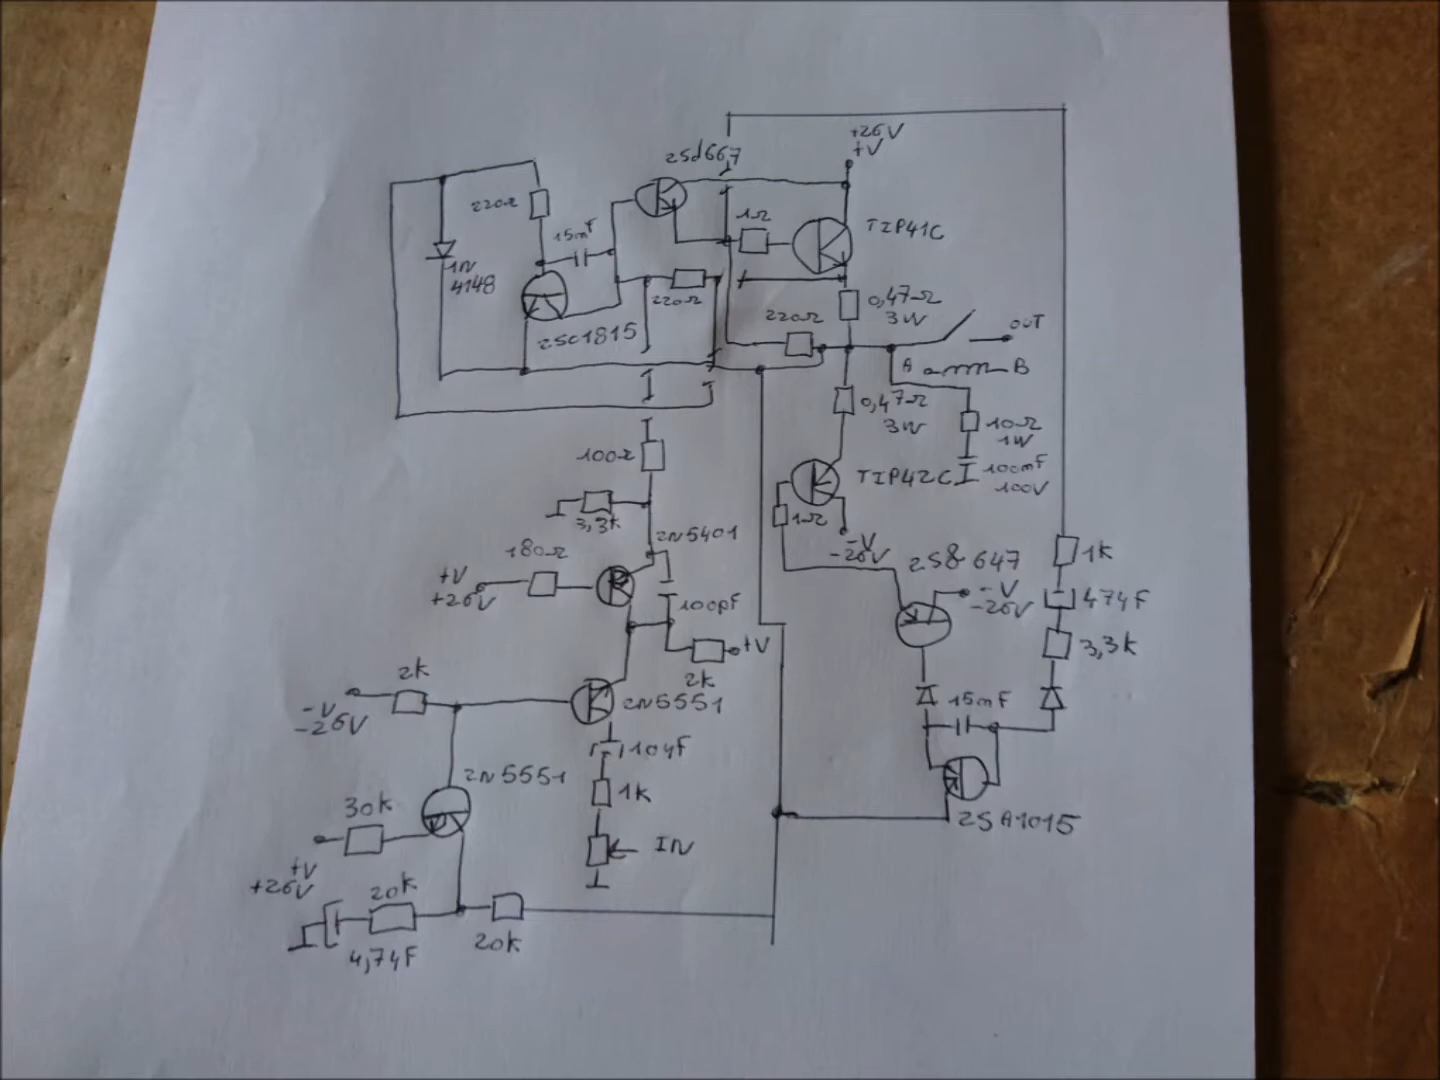 +26V
+V
2Sd667
220Ω
15mF
1Ω
TIP41C
1N
4148
220Ω
0,47Ω
3W
220Ω
OUT
2SC1815
A
B
0,47Ω
3W
10Ω
1W
100Ω
TIP42C
100mF
100V
3,3K
1Ω
2N5401
-V
-26V
180Ω
2S8 647
1K
+V
+26V
-V
-26V
474F
100pF
+V
3,3K
2K
2K
2N5551
-V
-26V
15mF
104F
2N5551
1K
30K
2SA1015
IN
+V
+26V
20K
20K
4,74F